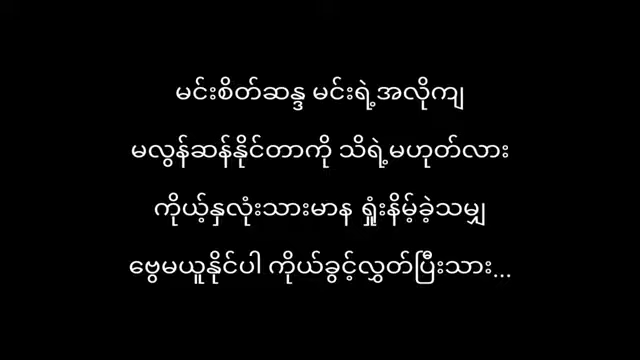 မင်းစိတ်ဆန္ဒ မင်းရဲ့အလိုကျ
မလွန်ဆန်နိုင်တာကို သိရဲ့မဟုတ်လား
ကိုယ့်နှလုံးသားမာန ရှုံးနိမ့်ခဲ့သမျှ
ဗွေမယူနိုင်ပါ ကိုယ်ခွင့်လွှတ်ပြီးသား...